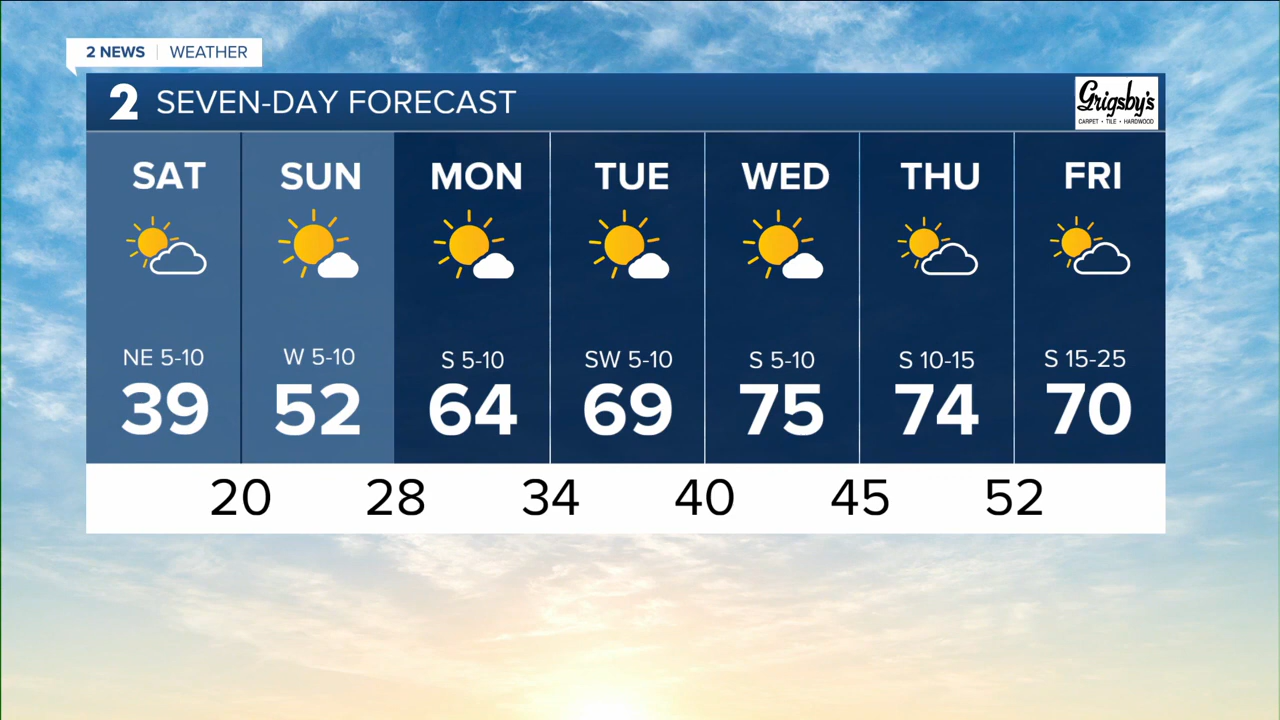 2 NEWS | WEATHER
2 SEVEN-DAY FORECAST
Grigsby's
CARPET • TILE • HARDWOOD
SAT SUN MON TUE WED THU FRI
NE 5-10 W 5-10 S 5-10 SW 5-10 S 5-10 S 10-15 S 15-25
39 52 64 69 75 74 70
20 28 34 40 45 52